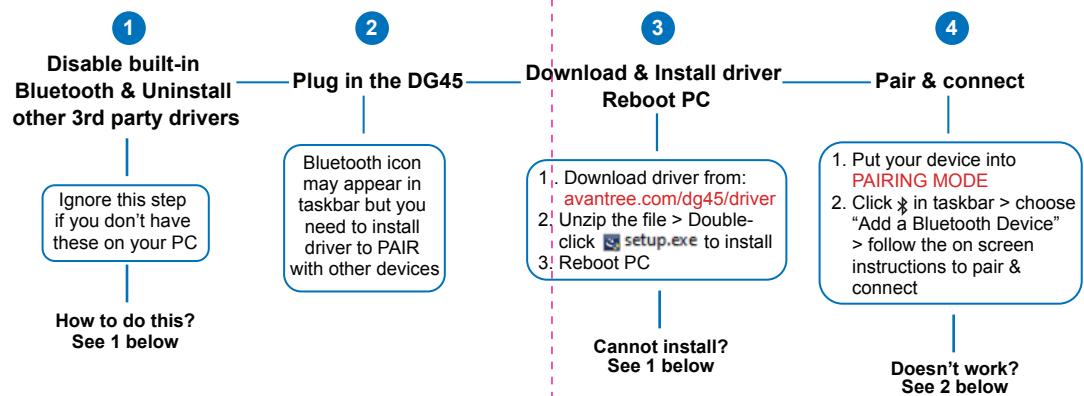 1
Disable built-in
Bluetooth & Uninstall
other 3rd party drivers
Ignore this step
if you don’t have
these on your PC
How to do this?
See 1 below
2
Plug in the DG45
Bluetooth icon
may appear in
taskbar but you
need to install
driver to PAIR
with other devices
3
Download & Install driver
Reboot PC
1. Download driver from:
avantree.com/dg45/driver
2. Unzip the file > Double-
click setup.exe to install
3. Reboot PC
Cannot install?
See 1 below
4
Pair & connect
1. Put your device into
PAIRING MODE
2. Click in taskbar > choose
“Add a Bluetooth Device”
> follow the on screen
instructions to pair &
connect
Doesn’t work?
See 2 below